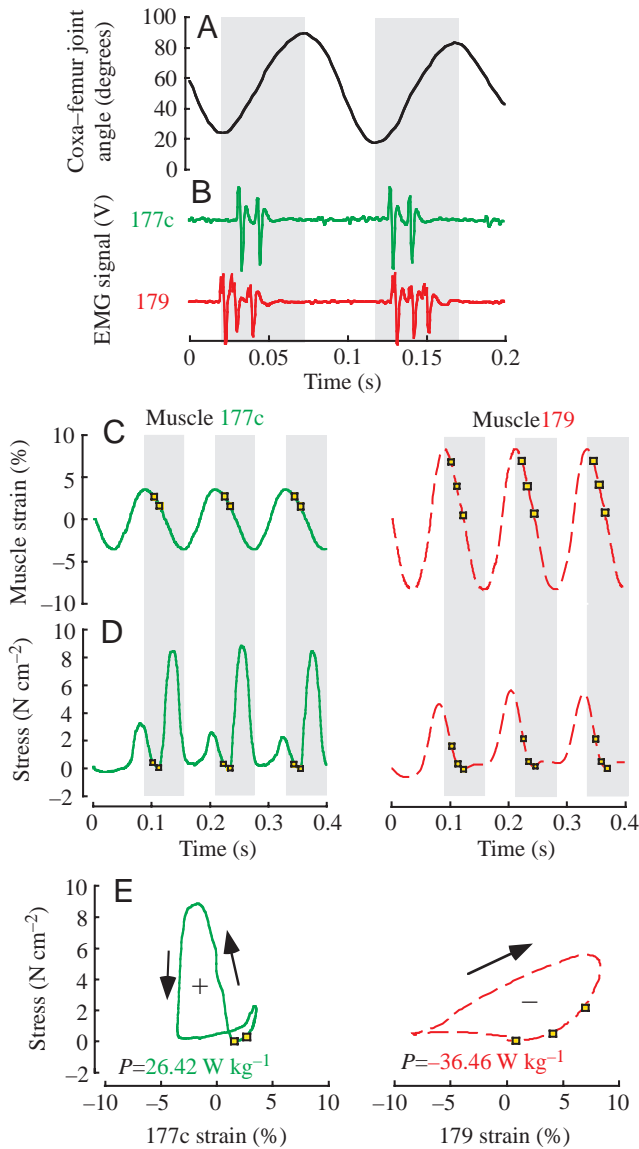 A
Coxa–femur joint
angle (degrees)
100
80
60
40
20
0
B
EMG signal (V)
177c
179
0 0.05 0.1 0.15 0.2
Time (s)
Muscle 177c
Muscle179
C
Muscle strain (%)
10
5
0
–5
–10
D
Stress (N cm–2)
10
8
6
4
2
0
–2
0 0.1 0.2 0.3 0.4
0 0.1 0.2 0.3 0.4
Time (s)
Time (s)
E
Stress (N cm–2)
10
8
6
4
2
0
–2
+
–
P=26.42 W kg–1
P=–36.46 W kg–1
–10 –5 0 5 10
–10 –5 0 5 10
177c strain (%)
179 strain (%)